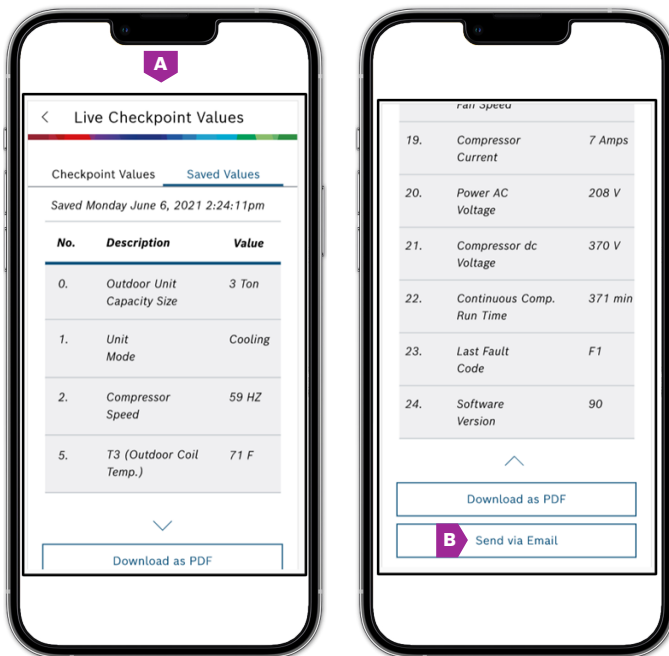 A
< Live Checkpoint Values
Checkpoint Values Saved Values
Saved Monday June 6, 2021 2:24:11pm
No. Description Value
0. Outdoor Unit 3 Ton
Capacity Size
1. Unit Cooling
Mode
2. Compressor 59 HZ
Speed
5. T3 (Outdoor Coil 71 F
Temp.)
Download as PDF
Fan Speed
19. Compressor 7 Amps
Current
20. Power AC 208 V
Voltage
21. Compressor dc 370 V
Voltage
22. Continuous Comp. 371 min
Run Time
23. Last Fault F1
Code
24. Software 90
Version
Download as PDF
B Send via Email